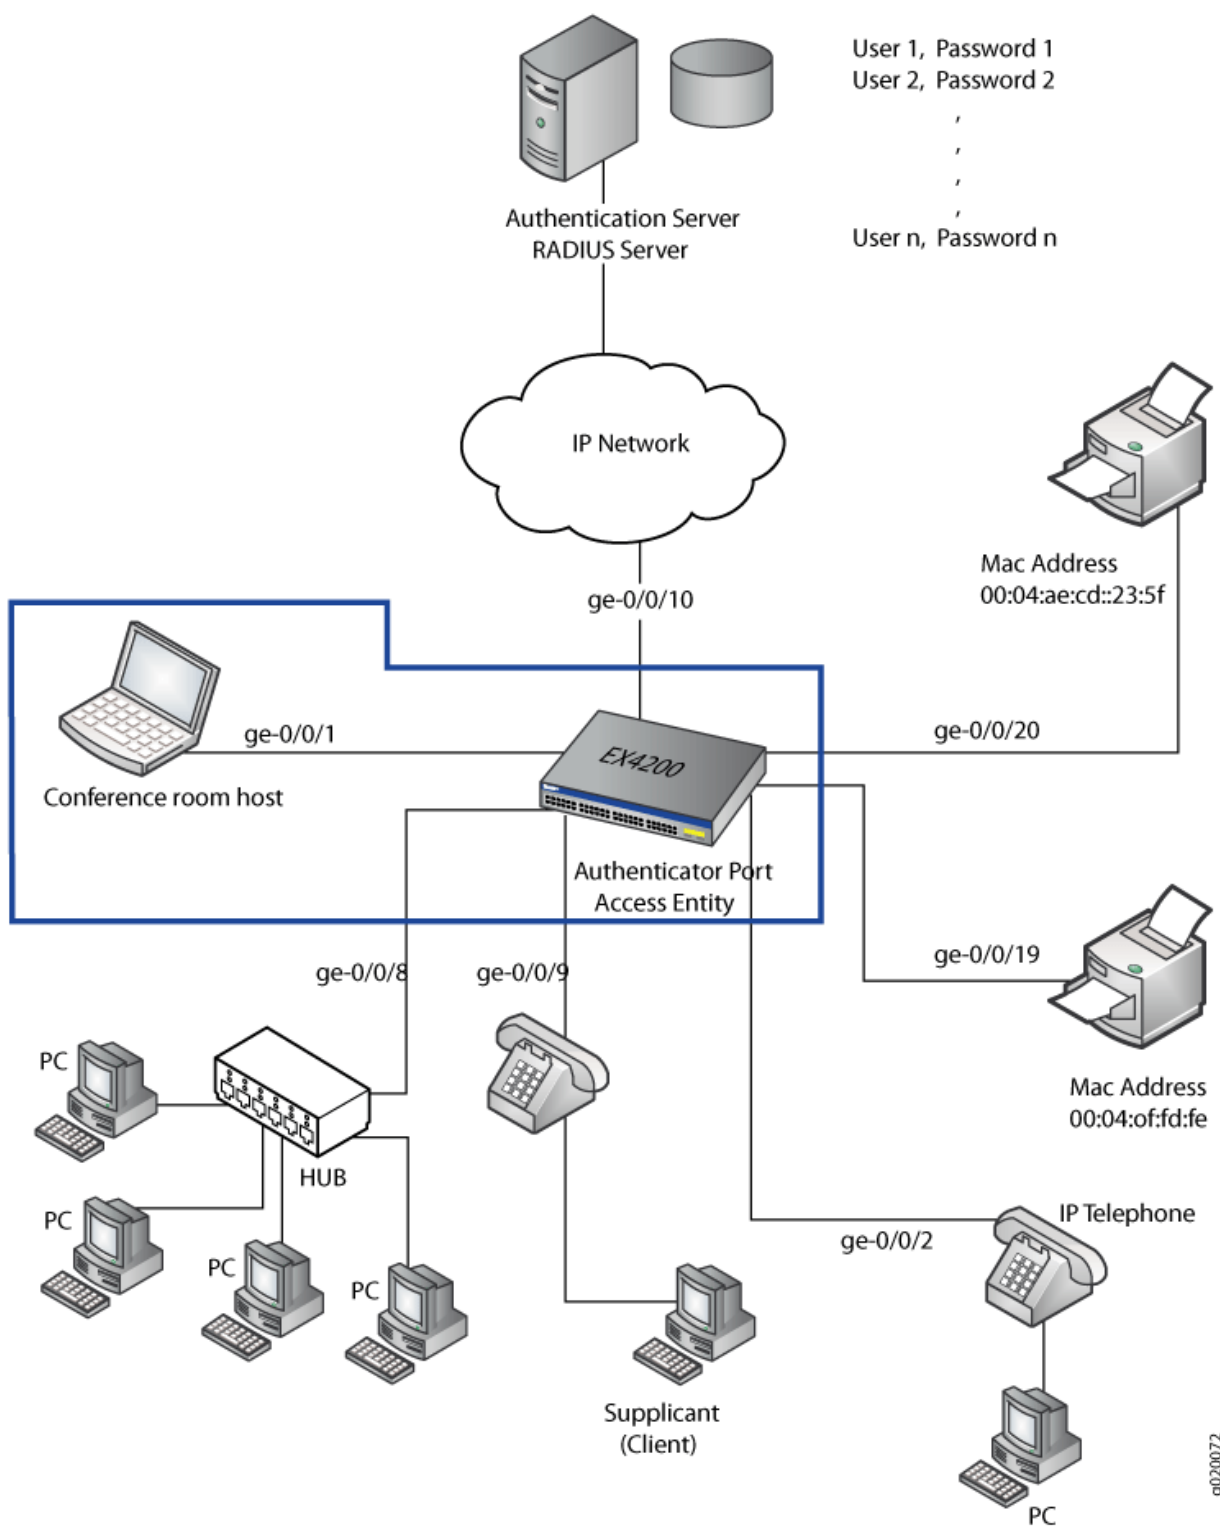 User 1, Password 1
User 2, Password 2
,
,
,
,
User n, Password n
Authentication Server
RADIUS Server
IP Network
Mac Address
00:04:ae:cd::23:5f
ge-0/0/10
ge-0/0/1
ge-0/0/20
EX4200
Conference room host
Authenticator Port
Access Entity
ge-0/0/8
ge-0/0/9
ge-0/0/19
PC
Mac Address
00:04:of:fd:fe
HUB
PC
IP Telephone
ge-0/0/2
PC
PC
Supplicant
(Client)
PC
g020072